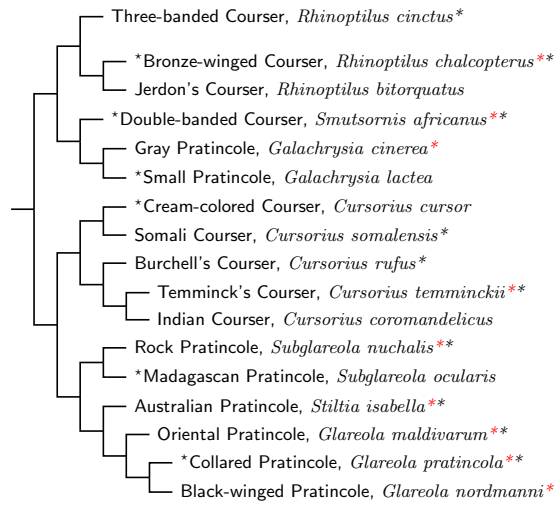 Three-banded Courser, Rhinoptilus cinctus*
*Bronze-winged Courser, Rhinoptilus chalcopterus**
Jerdon's Courser, Rhinoptilus bitorquatus
*Double-banded Courser, Smutsornis africanus**
Gray Pratincole, Galachrysia cinerea*
*Small Pratincole, Galachrysia lactea
*Cream-colored Courser, Cursorius cursor
Somali Courser, Cursorius somalensis*
Burchell's Courser, Cursorius rufus*
Temminck's Courser, Cursorius temminckii**
Indian Courser, Cursorius coromandelicus
Rock Pratincole, Subglareola nuchalis**
*Madagascan Pratincole, Subglareola ocularis
Australian Pratincole, Stiltia isabella**
Oriental Pratincole, Glareola maldivarum**
*Collared Pratincole, Glareola pratincola**
Black-winged Pratincole, Glareola nordmanni*